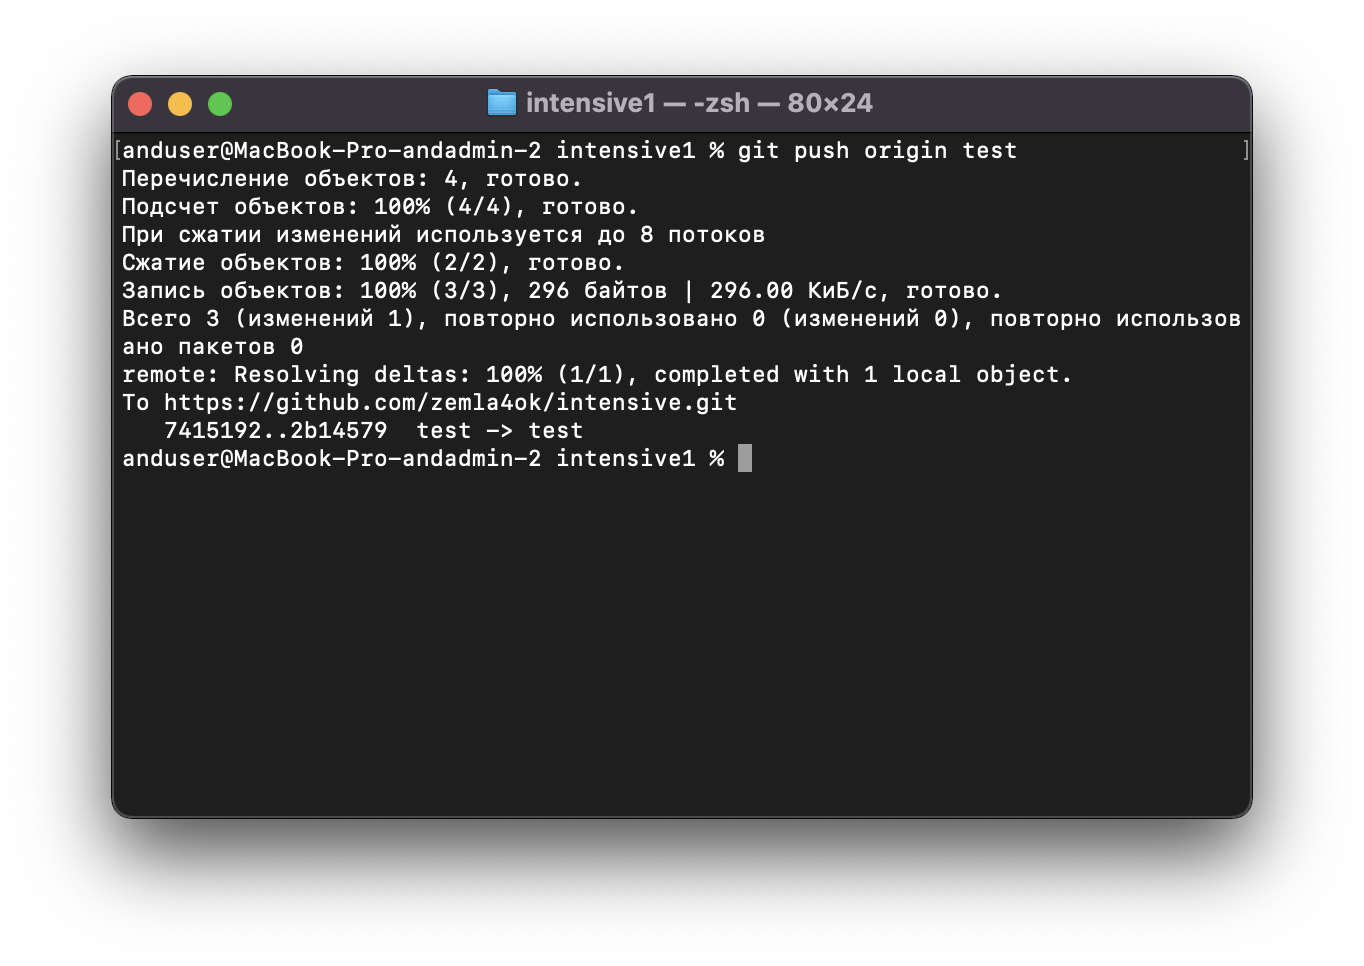 intensive1 — -zsh — 80×24
[anduser@MacBook-Pro-andadmin-2 intensive1 % git push origin test ]
Перечисление объектов: 4, готово.
Подсчет объектов: 100% (4/4), готово.
При сжатии изменений используется до 8 потоков
Сжатие объектов: 100% (2/2), готово.
Запись объектов: 100% (3/3), 296 байтов | 296.00 КиБ/с, готово.
Всего 3 (изменений 1), повторно использовано 0 (изменений 0), повторно использов
ано пакетов 0
remote: Resolving deltas: 100% (1/1), completed with 1 local object.
To https://github.com/zemla4ok/intensive.git
   7415192..2b14579  test -> test
anduser@MacBook-Pro-andadmin-2 intensive1 %